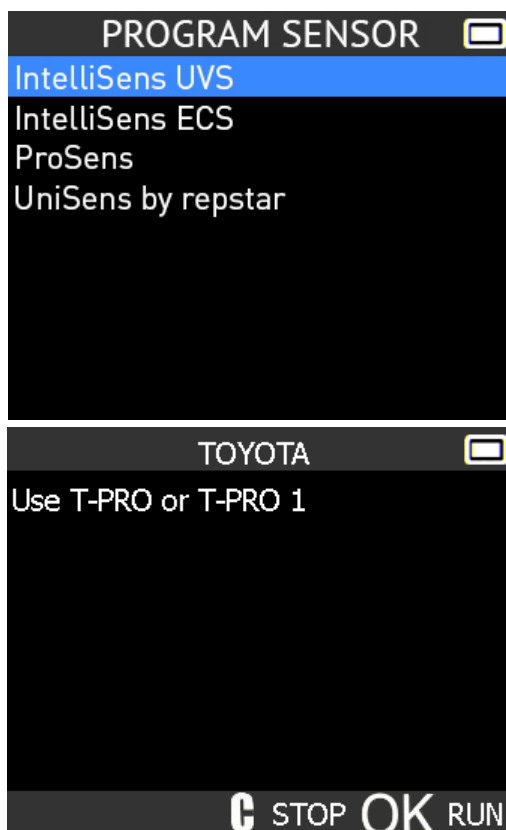 PROGRAM SENSOR
IntelliSens UVS
IntelliSens ECS
ProSens
UniSens by repstar
TOYOTA
Use T-PRO or T-PRO 1
C STOP OK RUN